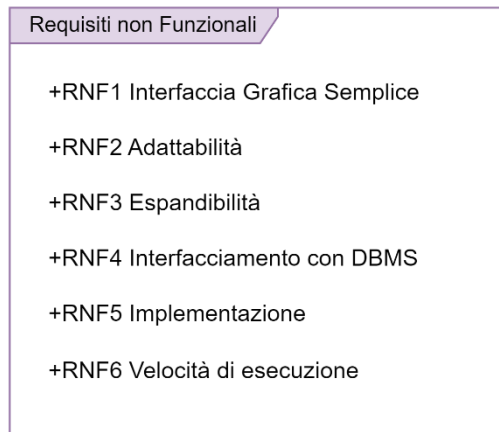 Requisiti non Funzionali
+RNF1 Interfaccia Grafica Semplice
+RNF2 Adattabilità
+RNF3 Espandibilità
+RNF4 Interfacciamento con DBMS
+RNF5 Implementazione
+RNF6 Velocità di esecuzione